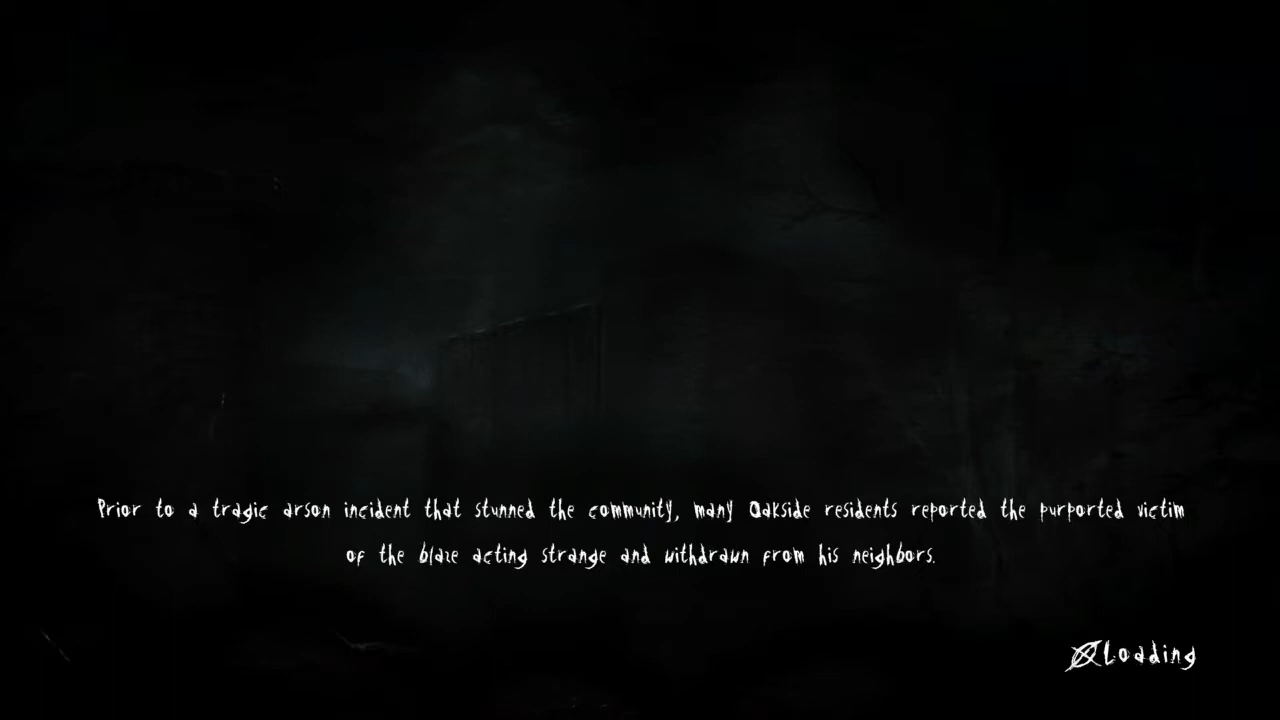 Prior to a tragic arson incident that stunned the community, many Oakside residents reported the purported victim
of the blaze acting strange and withdrawn from his neighbors.
Loading